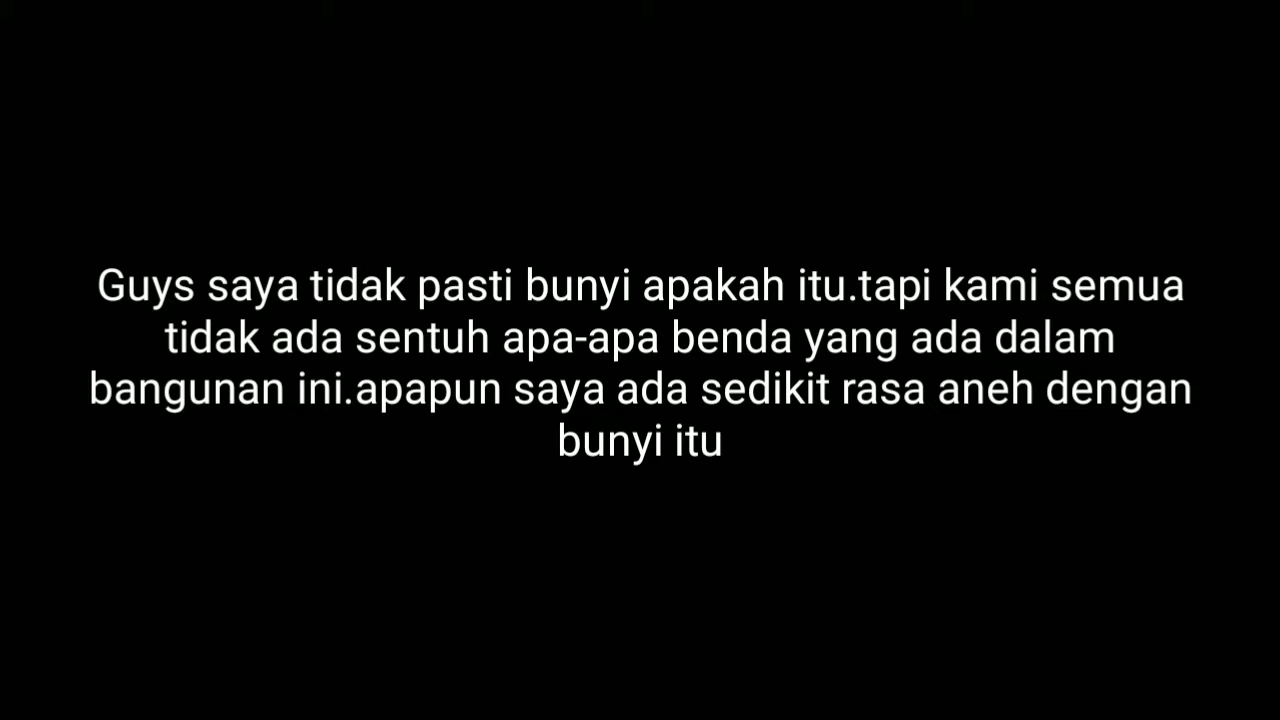 Guys saya tidak pasti bunyi apakah itu.tapi kami semua
tidak ada sentuh apa-apa benda yang ada dalam
bangunan ini.apapun saya ada sedikit rasa aneh dengan
bunyi itu